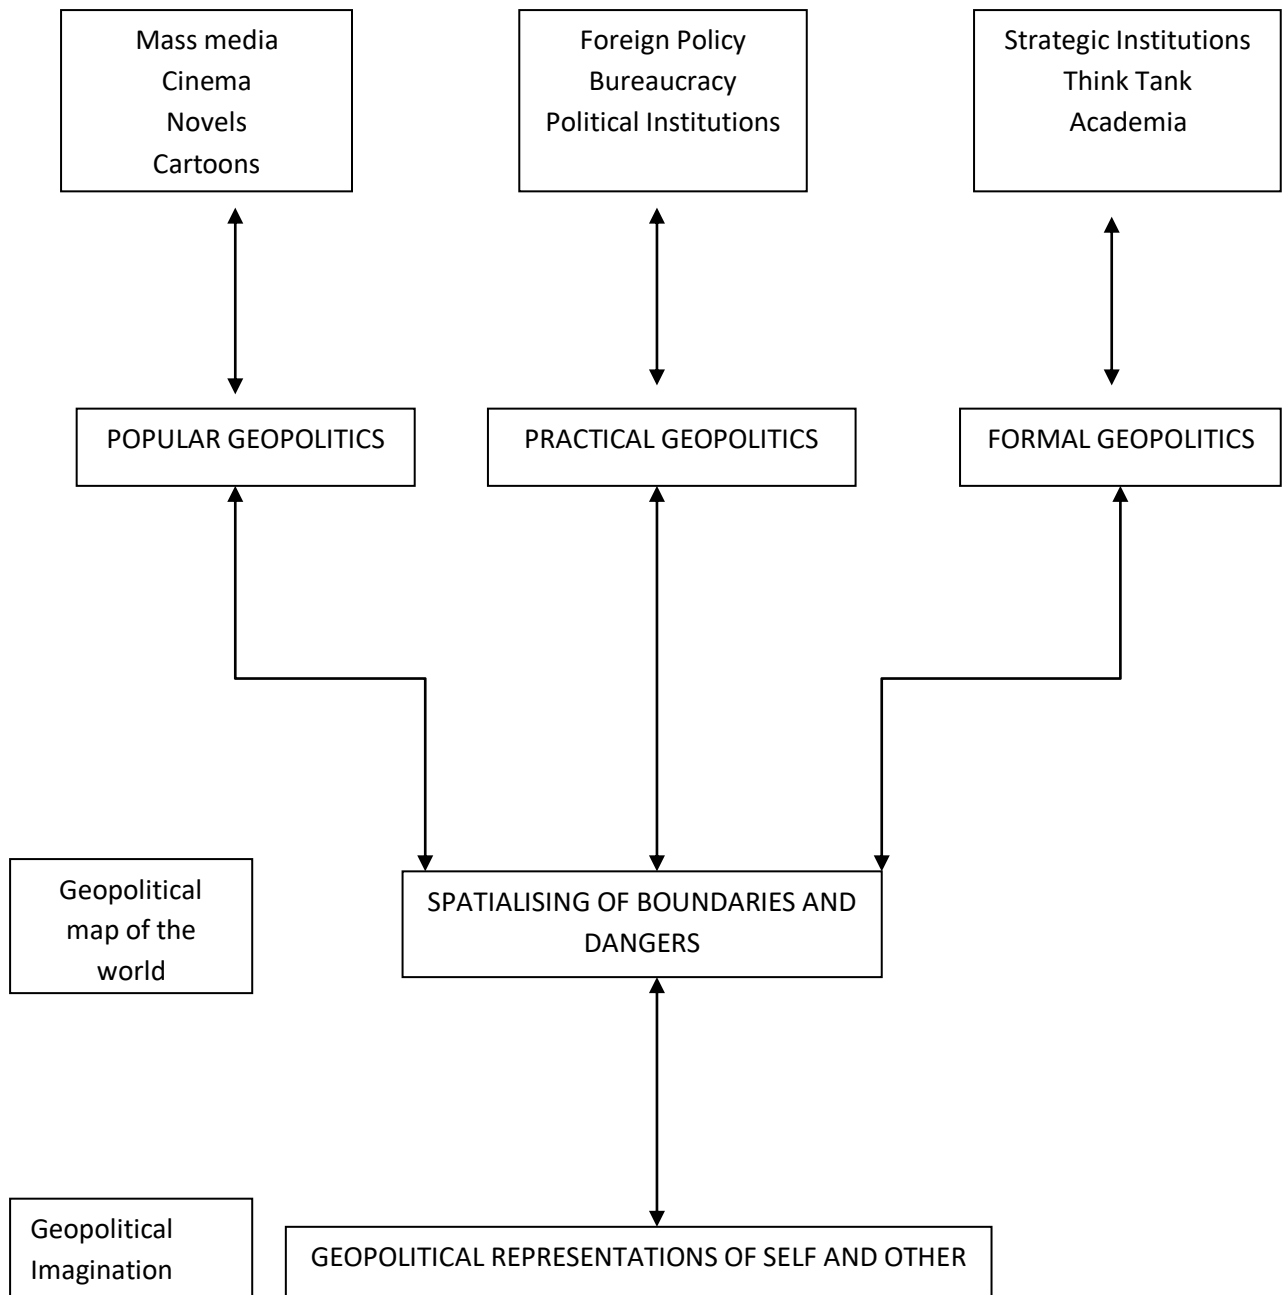 Mass media
Cinema
Novels
Cartoons
Foreign Policy
Bureaucracy
Political Institutions
Strategic Institutions
Think Tank
Academia
POPULAR GEOPOLITICS
PRACTICAL GEOPOLITICS
FORMAL GEOPOLITICS
Geopolitical
map of the
world
SPATIALISING OF BOUNDARIES AND
DANGERS
Geopolitical
Imagination
GEOPOLITICAL REPRESENTATIONS OF SELF AND OTHER